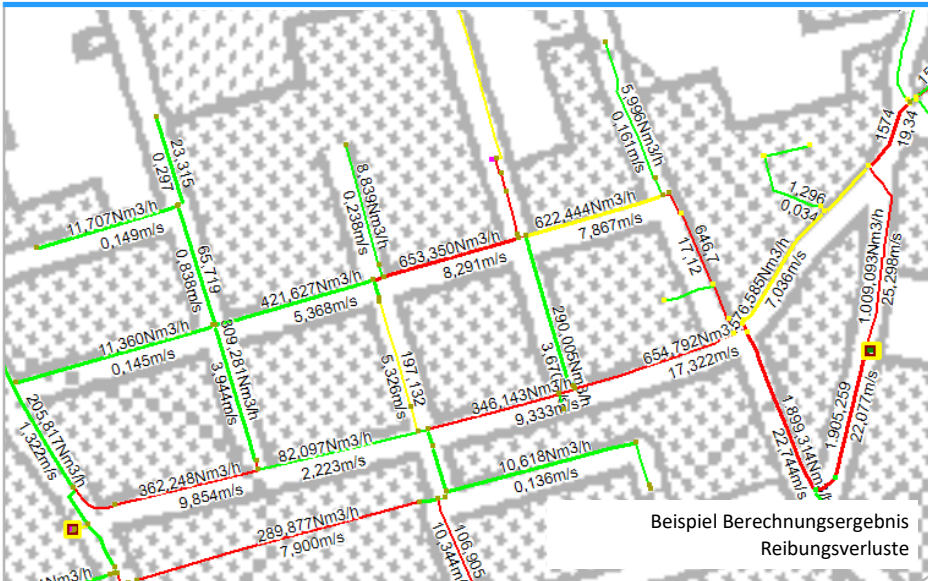 5,996Nm3/h
0,161m/s
1574
19,34
23,315
0,297
8,839Nm3/h
0,238m/s
1,296
0,034
11,707Nm3/h
0,149m/s
622,444Nm3/h
7,867m/s
653,350Nm3/h
8,291m/s
646,7
17,12
65,719
0,838m/s
421,627Nm3/h
5,368m/s
576,585Nm3/h
7,036m/s
1,009,093Nm3/h
25,298m/s
11,360Nm3/h
0,145m/s
309,281Nm3/h
3,944m/s
197,132
5,326m/s
290,005Nm3/h
654,792Nm3
17,322m/s
346,143Nm3/h
9,333m/s
205,817Nm3/h
1,322m/s
82,097Nm3/h
2,223m/s
362,248Nm3/h
9,854m/s
10,618Nm3/h
0,136m/s
1,899,314Nm3/h
22,744m/s
1,905,259
22,077m/s
289,877Nm3/h
7,900m/s
106,905
10,344m/s
Beispiel Berechnungsergebnis
Reibungsverluste